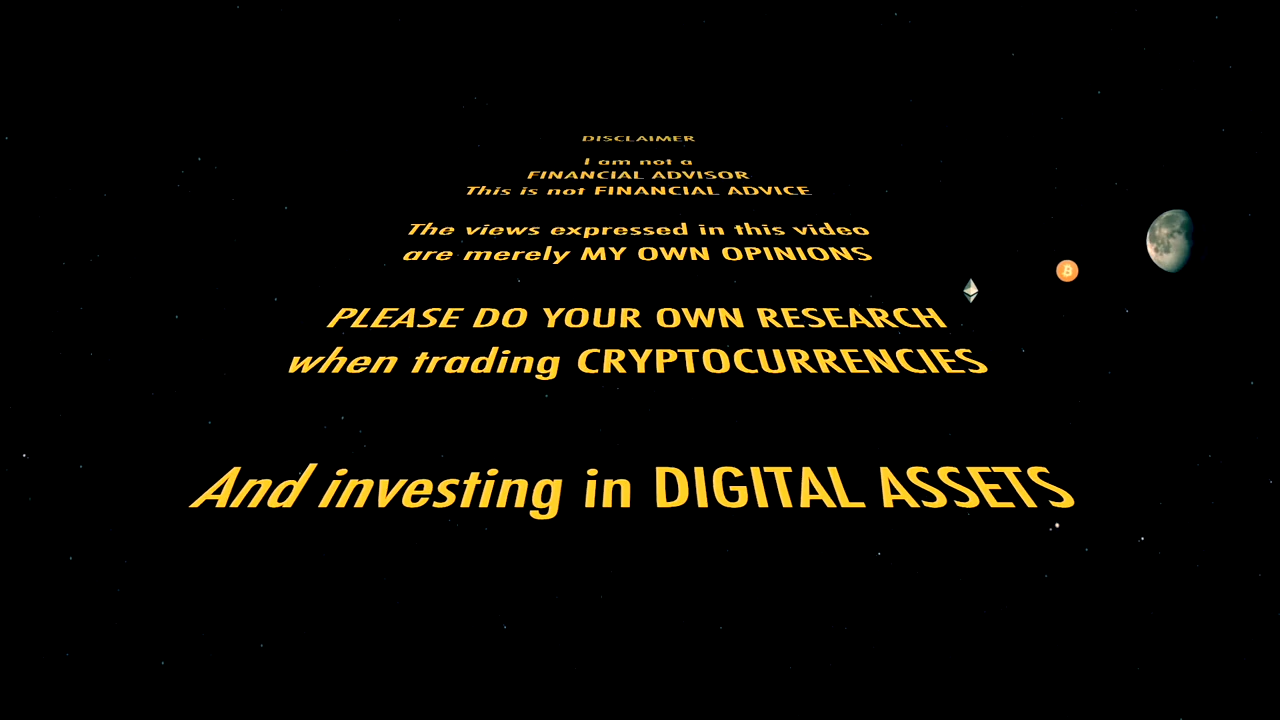 DISCLAIMER
I am not a
FINANCIAL ADVISOR
This is not FINANCIAL ADVICE
The views expressed in this video
are merely MY OWN OPINIONS
PLEASE DO YOUR OWN RESEARCH
when trading CRYPTOCURRENCIES
And investing in DIGITAL ASSETS